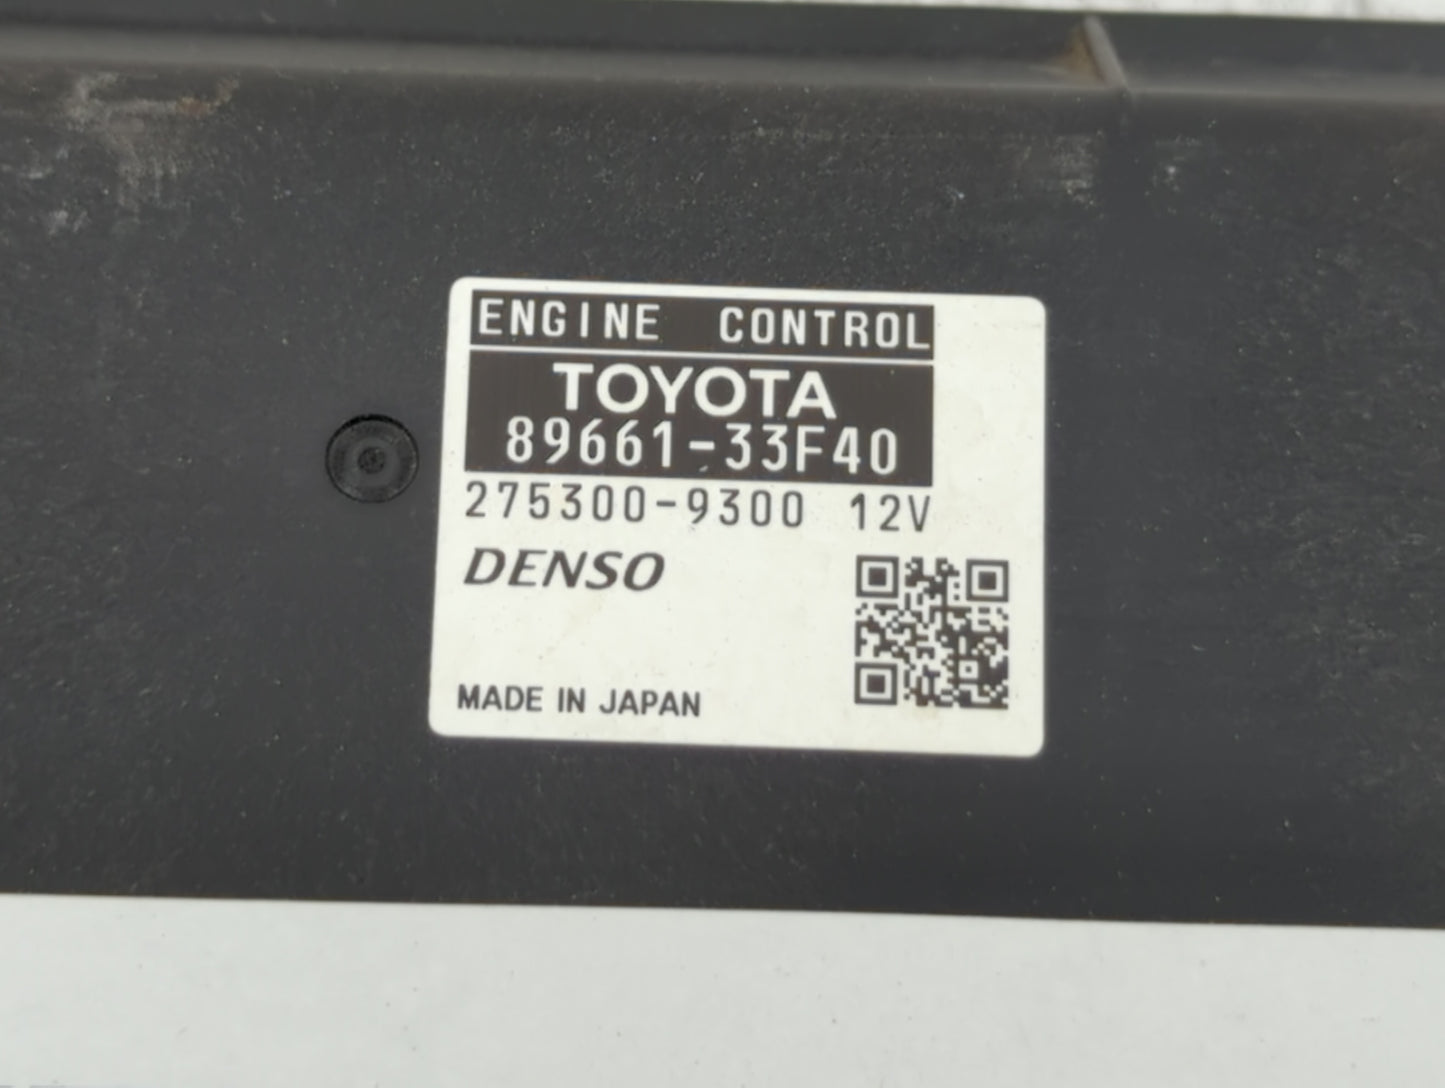 ENGINE CONTROL
TOYOTA
89661-33F40
275300-9300 12V
DENSO
MADE IN JAPAN